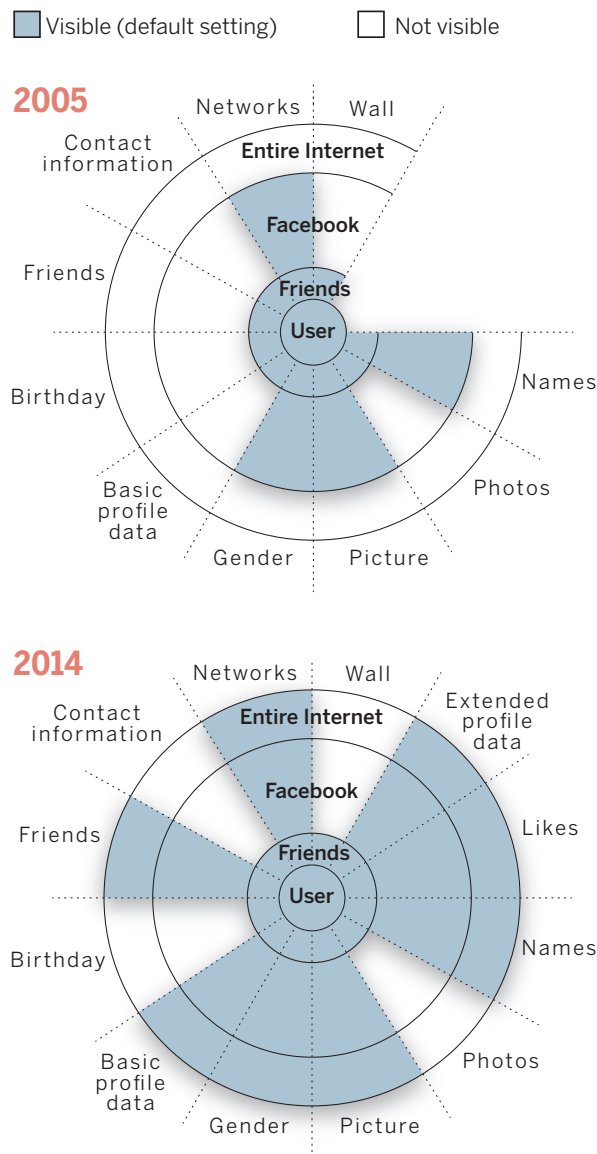 Visible (default setting)
Not visible
2005
Networks
Wall
Contact
information
Entire Internet
Facebook
Friends
Friends
User
Birthday
Names
Basic
profile
data
Photos
Gender
Picture
2014
Networks
Wall
Extended
profile
data
Contact
information
Entire Internet
Facebook
Friends
Likes
Friends
User
Birthday
Names
Basic
profile
data
Photos
Gender
Picture